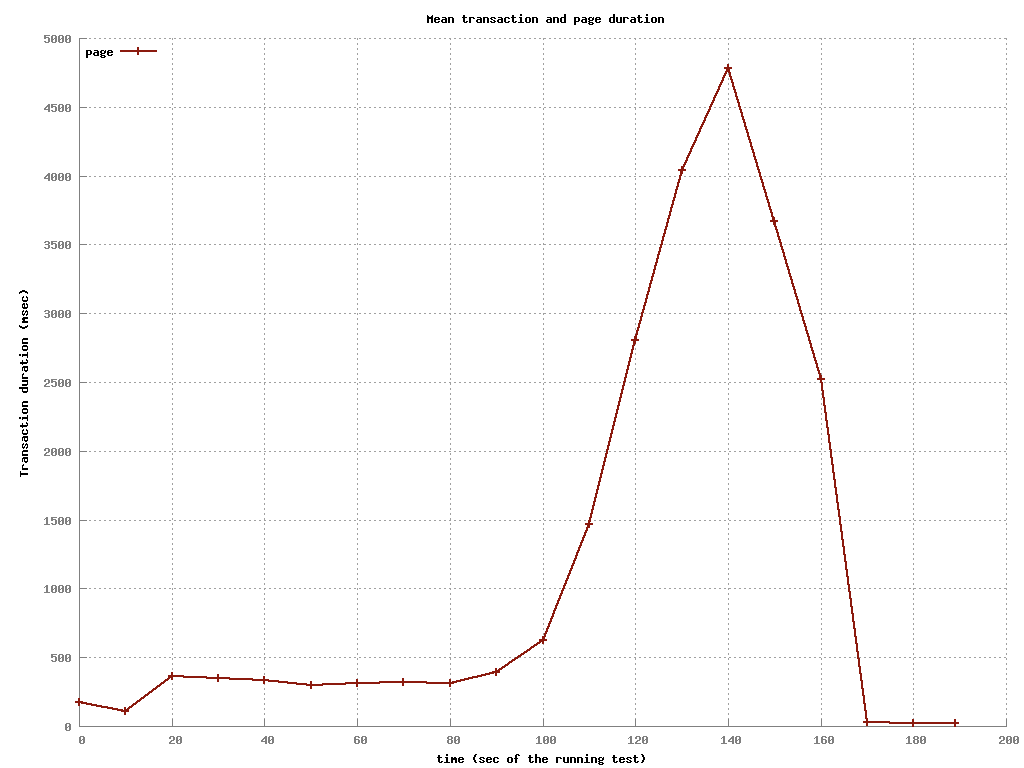 Mean transaction and page duration
5000
page
4500
4000
3500
3000
2500
2000
1500
1000
500
0
Transaction duration (msec)
0 20 40 60 80 100 120 140 160 180 200
time (sec of the running test)